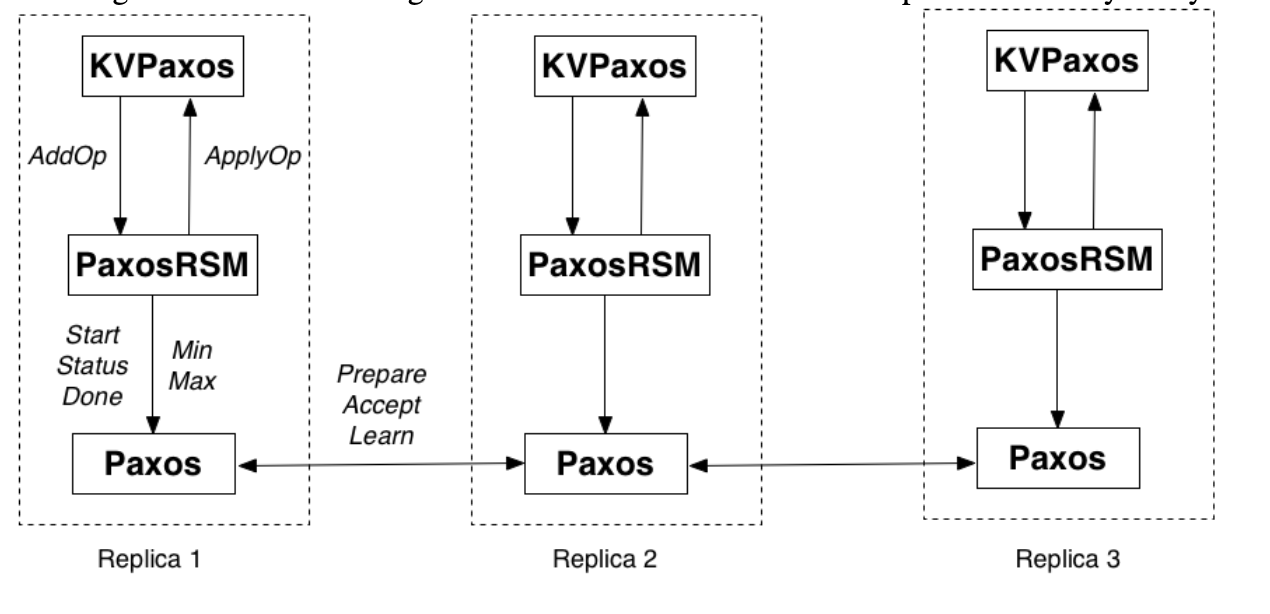 KVPaxos
KVPaxos
KVPaxos
AddOp
ApplyOp
PaxosRSM
PaxosRSM
PaxosRSM
Start
Status
Done
Min
Max
Prepare
Accept
Learn
Paxos
Paxos
Paxos
Replica 1
Replica 2
Replica 3